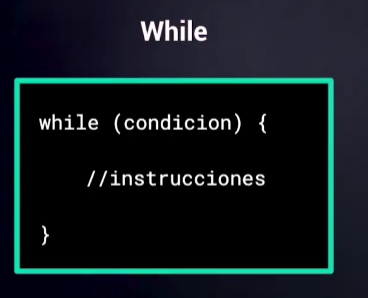 While
while (condicion) {
//instrucciones
}